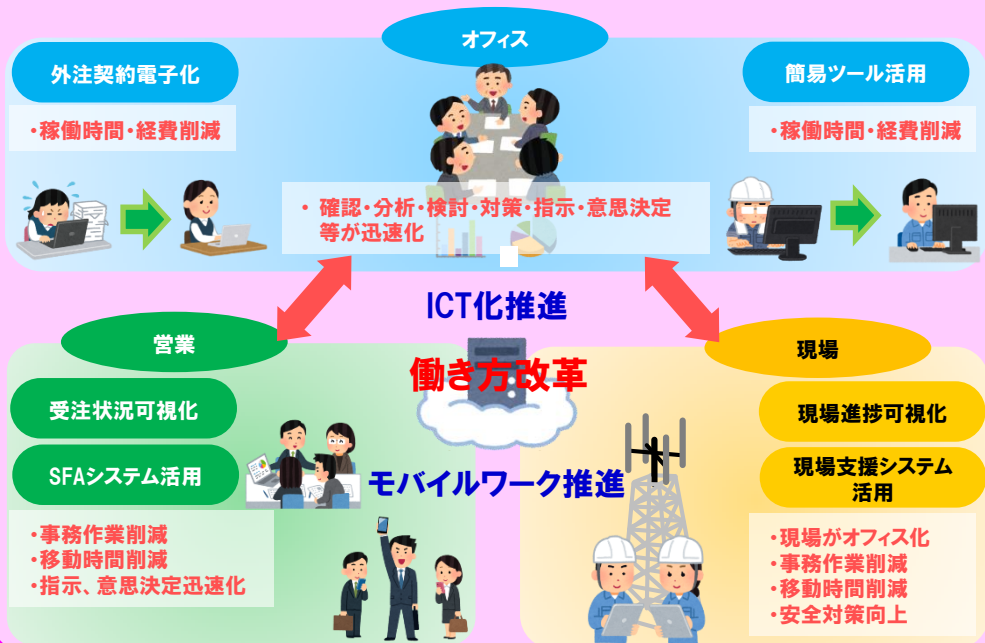 オフィス
外注契約電子化
・稼働時間・経費削減
簡易ツール活用
・稼働時間・経費削減
・ 確認・分析・検討・対策・指示・意思決定
等が迅速化
ICT化推進
働き方改革
モバイルワーク推進
営業
受注状況可視化
SFAシステム活用
・事務作業削減
・移動時間削減
・指示、意思決定迅速化
現場
現場進捗可視化
現場支援システム
活用
・現場がオフィス化
・事務作業削減
・移動時間削減
・安全対策向上